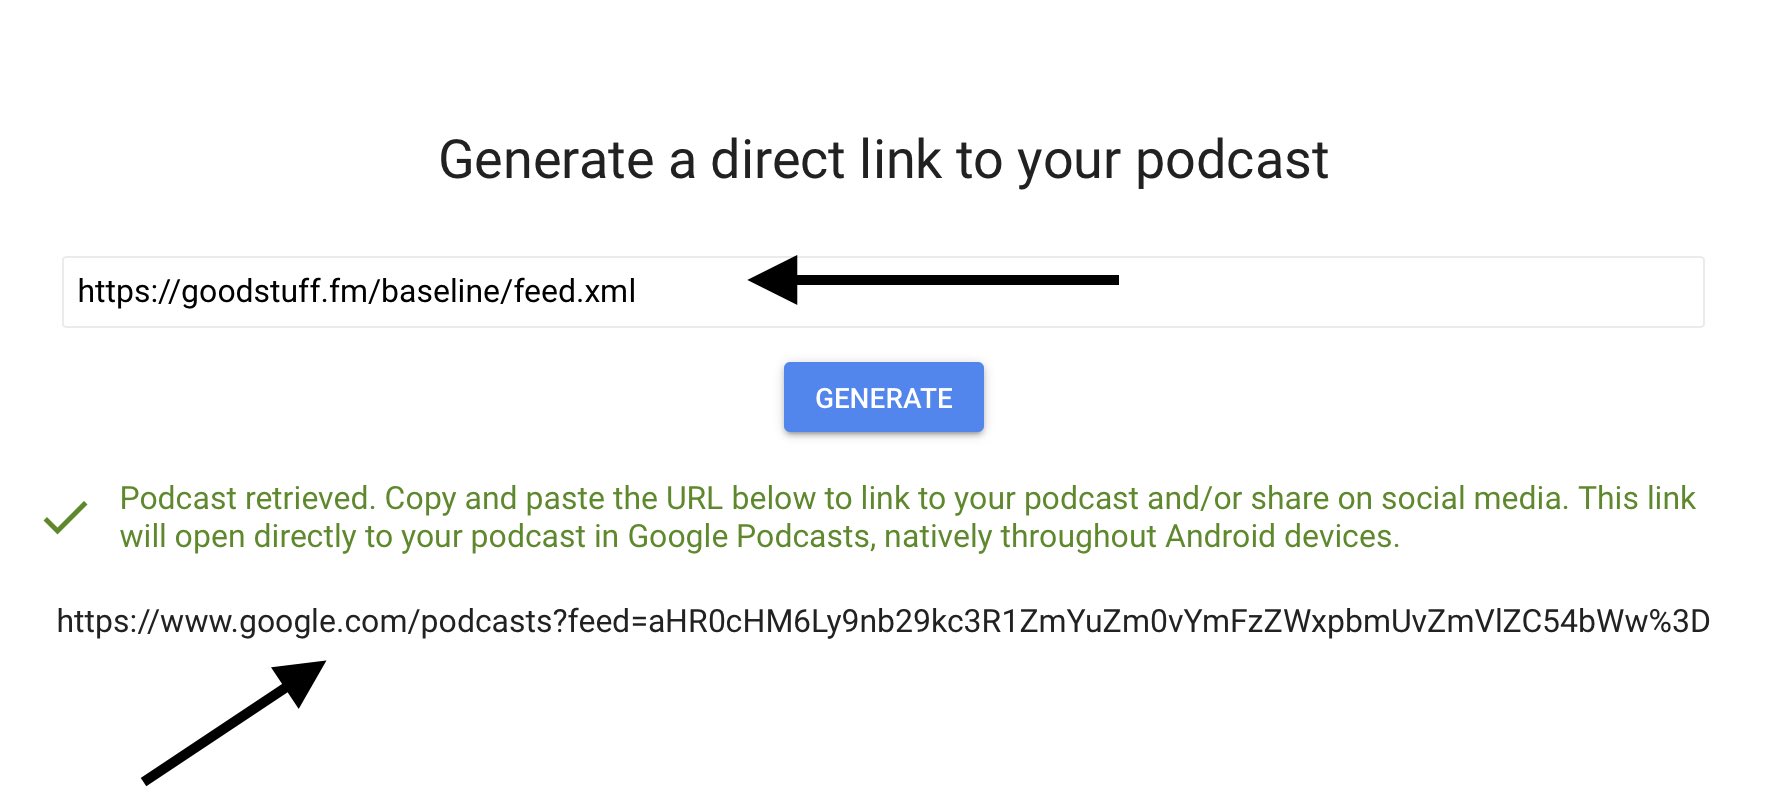 Generate a direct link to your podcast
https://goodstuff.fm/baseline/feed.xml
GENERATE
Podcast retrieved. Copy and paste the URL below to link to your podcast and/or share on social media. This link
will open directly to your podcast in Google Podcasts, natively throughout Android devices.
https://www.google.com/podcasts?feed=aHR0cHM6Ly9nb29kc3R1ZmYuZm0vYmFzZWxpbmUvZmVlZC54bWw%3D